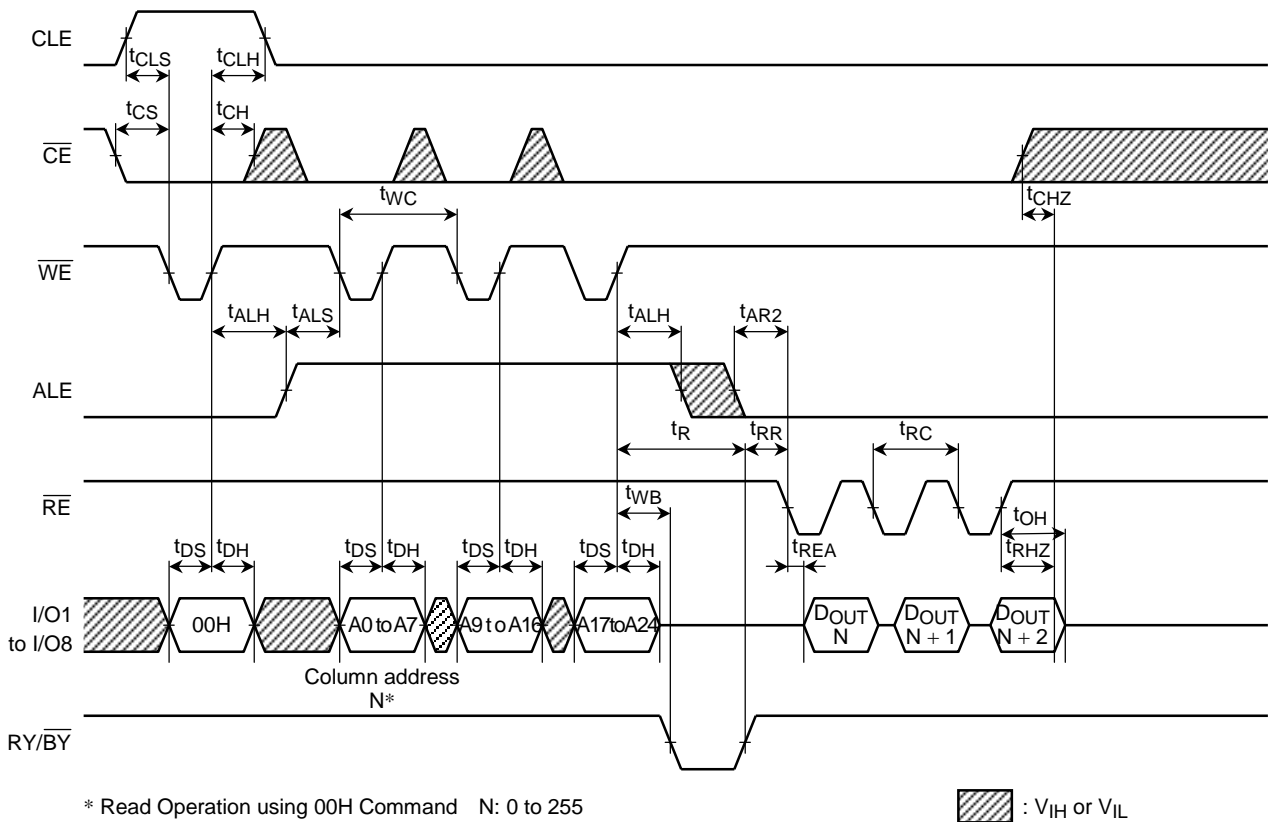 CLE
tCLS
tCLH
tCS
tCH
CE
tCHZ
tWC
WE
tALH
tALS
tALH
tAR2
ALE
tR
tRR
tRC
RE
tWB
tOH
tREA
tRHZ
tDS
tDH
tDS
tDH
tDS
tDH
tDS
tDH
I/O1
to I/O8
00H
A0 to A7
A9 to A16
A17 to A24
DOUT
N
DOUT
N + 1
DOUT
N + 2
Column address
N*
RY/BY
* Read Operation using 00H Command N: 0 to 255
: VIH or VIL